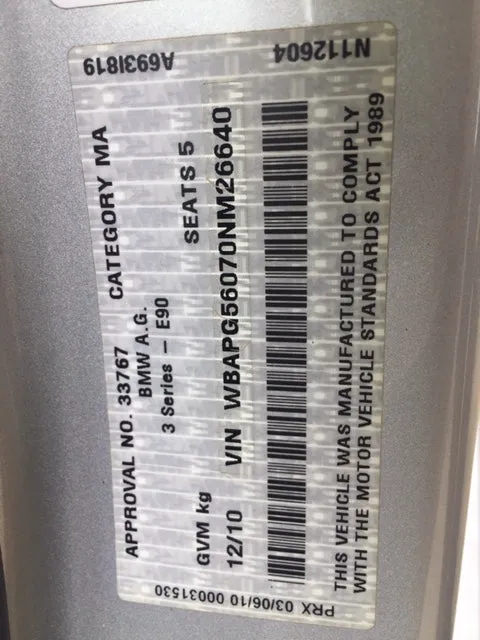 APPROVAL NO. 33767 CATEGORY MA
BMW A.G.
3 Series – E90
GVM kg SEATS 5
12/10 VIN WBAPG56070NM26640
THIS VEHICLE WAS MANUFACTURED TO COMPLY
WITH THE MOTOR VEHICLE STANDARDS ACT 1989
A693I819
N112604
PRX 03/06/10 00031530